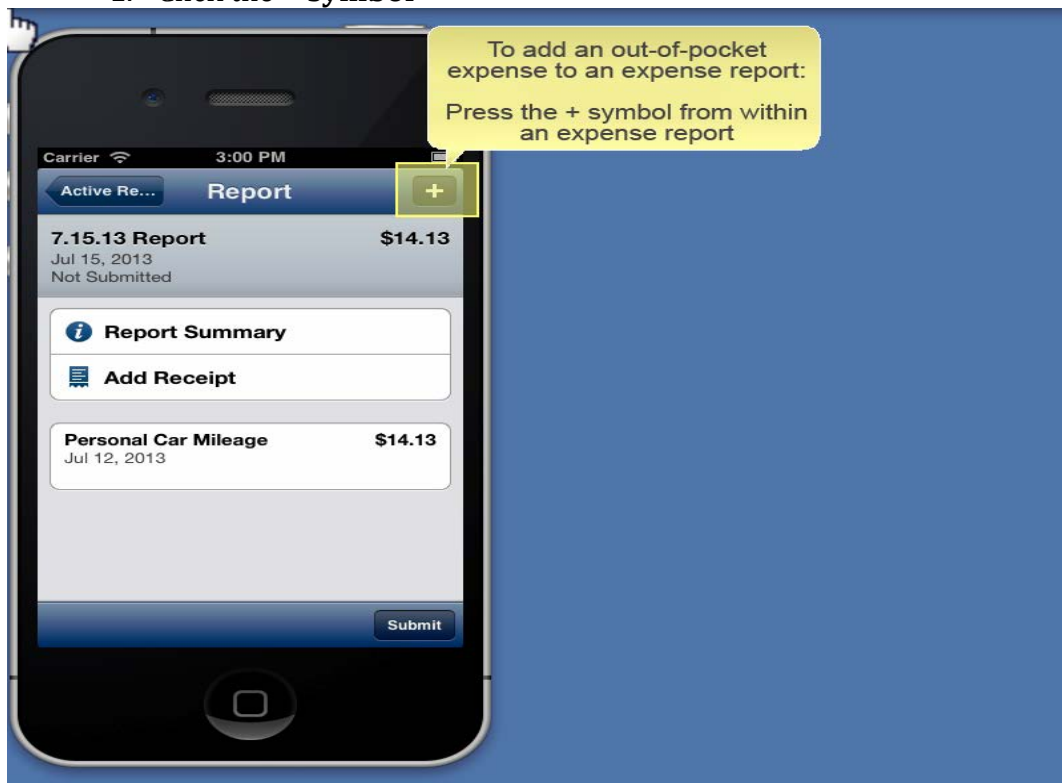 To add an out-of-pocket
expense to an expense report:
Press the + symbol from within
an expense report
Carrier 3:00 PM
Active Re... Report +
7.15.13 Report $14.13
Jul 15, 2013
Not Submitted
Report Summary
Add Receipt
Personal Car Mileage $14.13
Jul 12, 2013
Submit